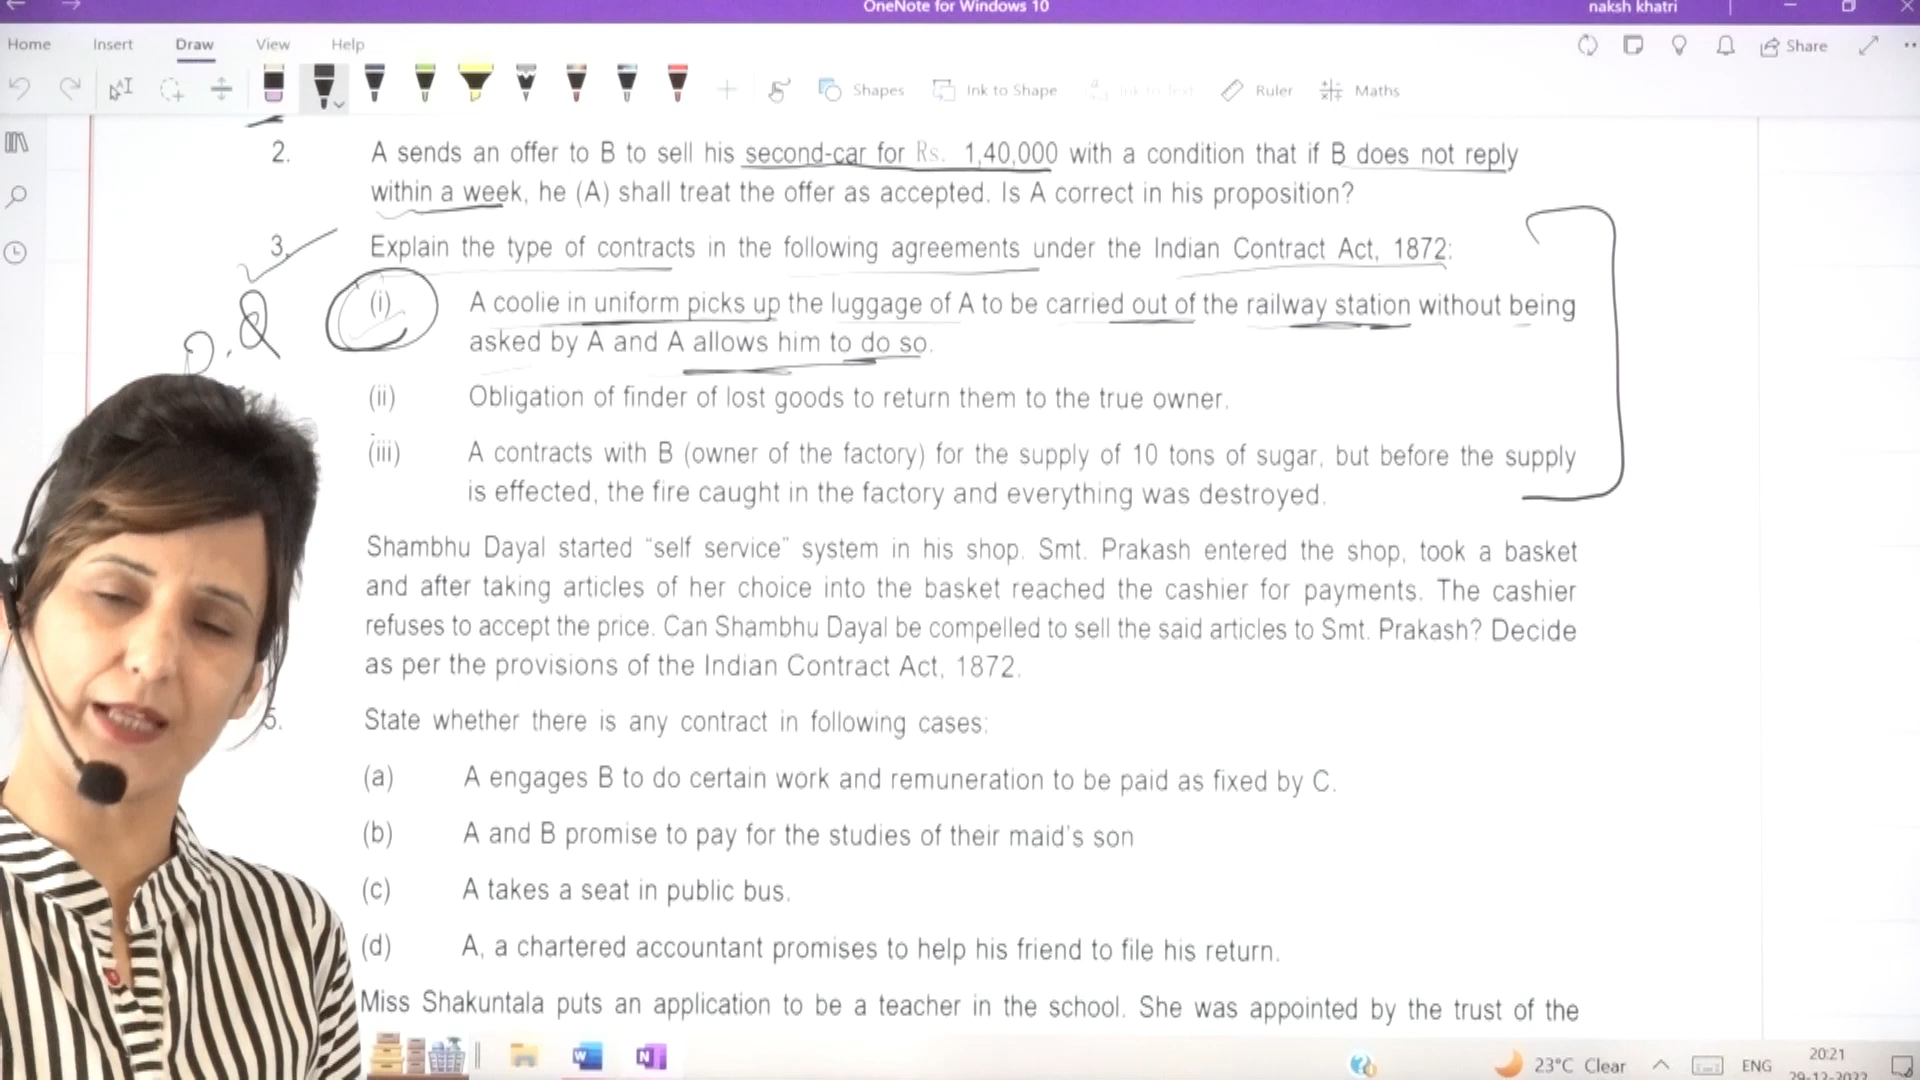 OneNote for Windows 10
naksh khatri
Home Insert Draw View Help
Share
Shapes Ink to Shape Ink to Text Ruler Maths
2. A sends an offer to B to sell his second-car for Rs. 1,40,000 with a condition that if B does not reply
within a week, he (A) shall treat the offer as accepted. Is A correct in his proposition?
3. Explain the type of contracts in the following agreements under the Indian Contract Act, 1872:
(i) A coolie in uniform picks up the luggage of A to be carried out of the railway station without being
asked by A and A allows him to do so.
(ii) Obligation of finder of lost goods to return them to the true owner.
(iii) A contracts with B (owner of the factory) for the supply of 10 tons of sugar, but before the supply
is effected, the fire caught in the factory and everything was destroyed.
Shambhu Dayal started “self service” system in his shop. Smt. Prakash entered the shop, took a basket
and after taking articles of her choice into the basket reached the cashier for payments. The cashier
refuses to accept the price. Can Shambhu Dayal be compelled to sell the said articles to Smt. Prakash? Decide
as per the provisions of the Indian Contract Act, 1872.
5. State whether there is any contract in following cases:
(a) A engages B to do certain work and remuneration to be paid as fixed by C.
(b) A and B promise to pay for the studies of their maid's son
(c) A takes a seat in public bus.
(d) A, a chartered accountant promises to help his friend to file his return.
Miss Shakuntala puts an application to be a teacher in the school. She was appointed by the trust of the
23°C Clear
ENG
20:21
29-12-2022